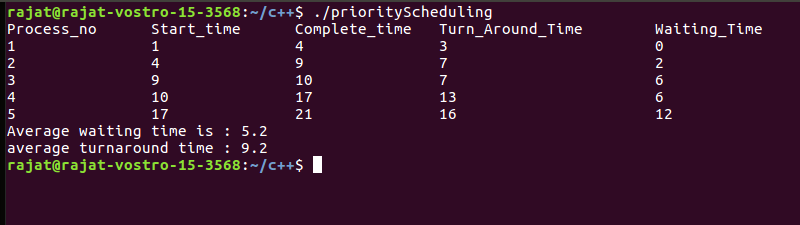 rajat@rajat-vostro-15-3568:~/c++$ ./priorityScheduling
Process_no Start_time Complete_time Turn_Around_Time Waiting_Time
1 1 4 3 0
2 4 9 7 2
3 9 10 7 6
4 10 17 13 6
5 17 21 16 12
Average waiting time is : 5.2
average turnaround time : 9.2
rajat@rajat-vostro-15-3568:~/c++$